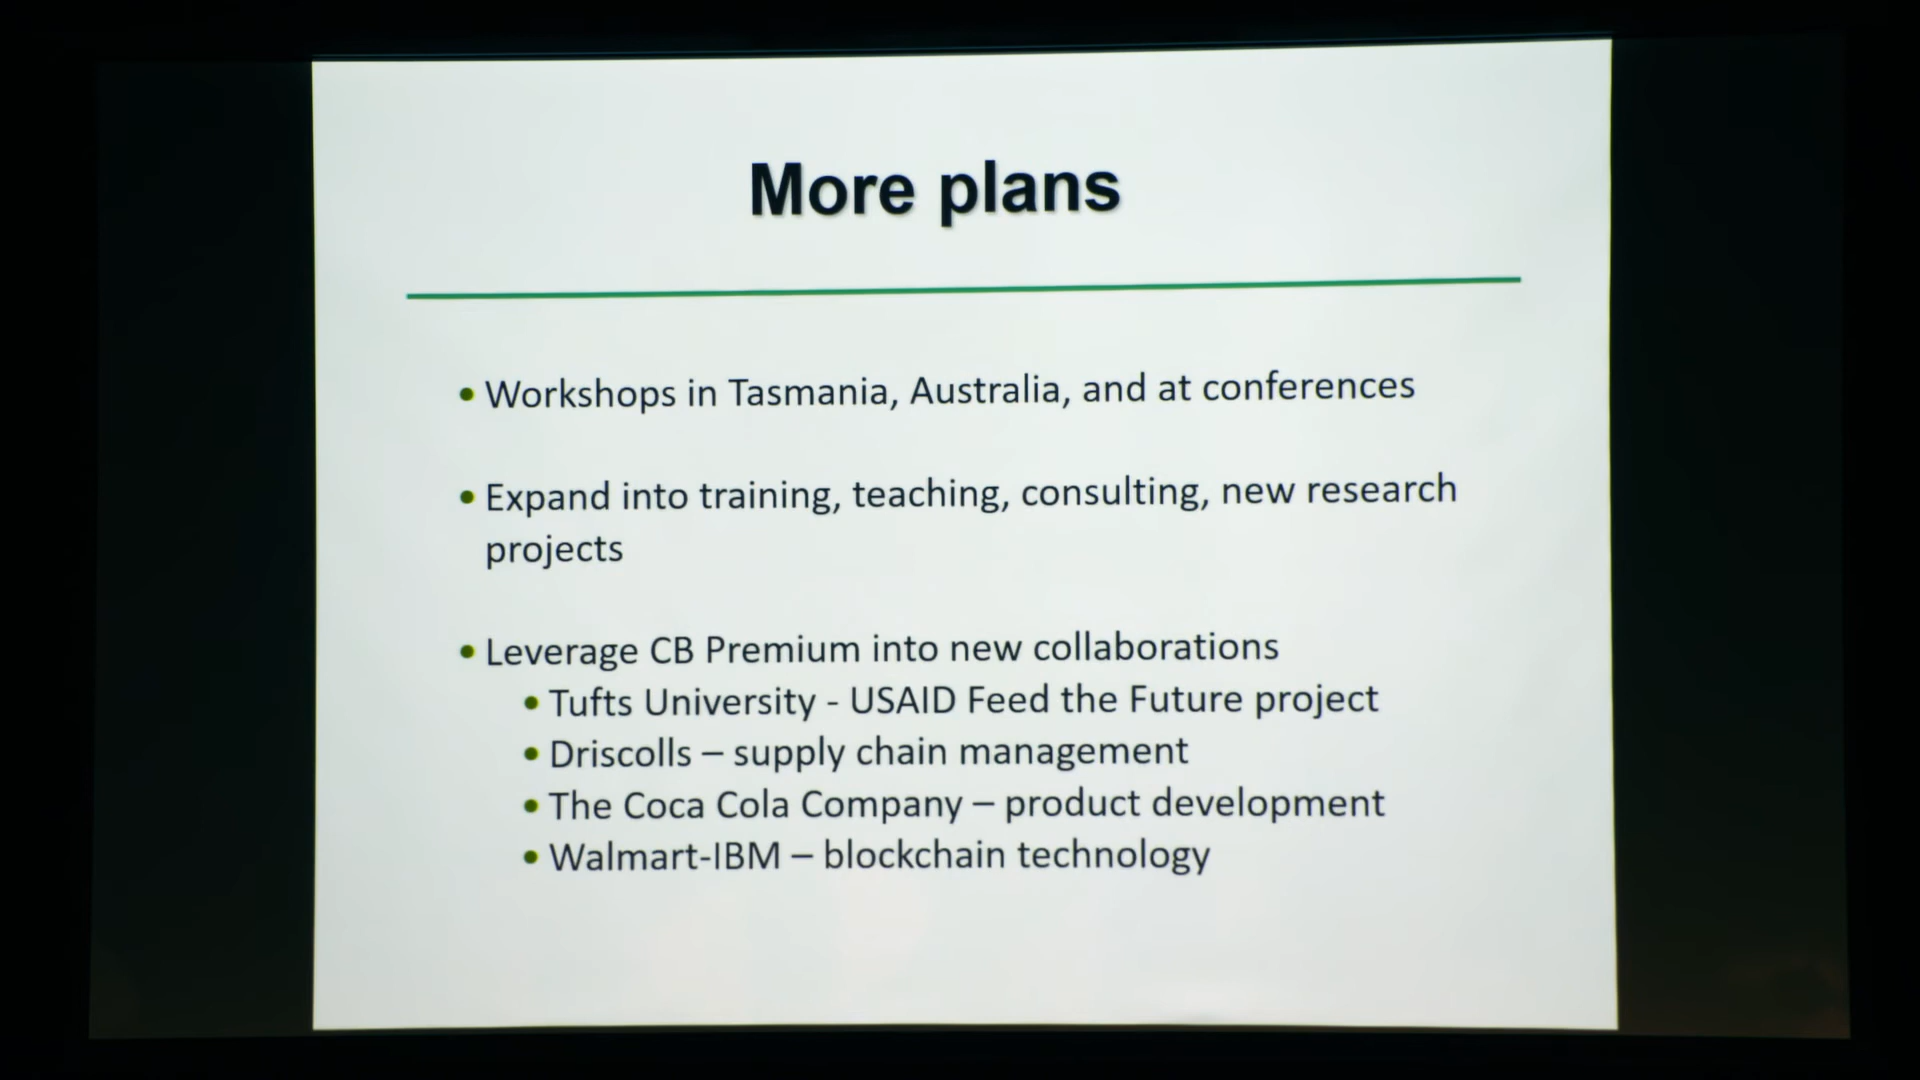 More plans
• Workshops in Tasmania, Australia, and at conferences
• Expand into training, teaching, consulting, new research
projects
• Leverage CB Premium into new collaborations
• Tufts University - USAID Feed the Future project
• Driscolls – supply chain management
• The Coca Cola Company – product development
• Walmart-IBM – blockchain technology